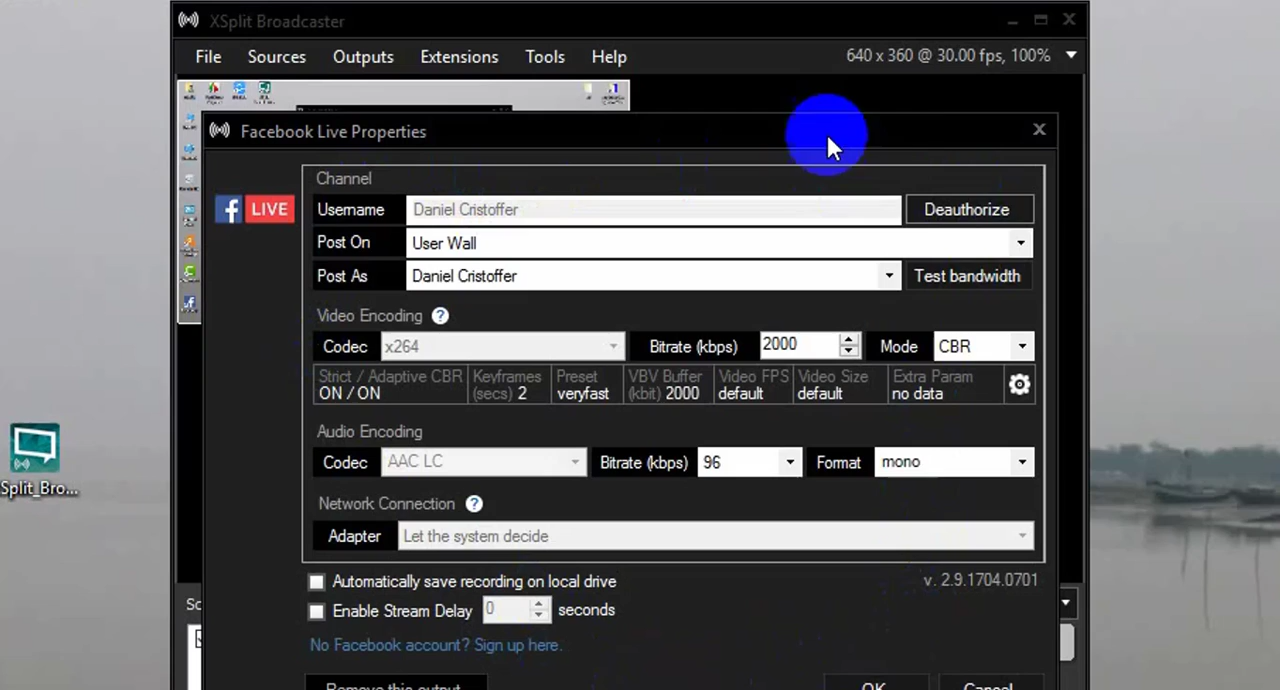 XSplit Broadcaster
File Sources Outputs Extensions Tools Help 640 x 360 @ 30.00 fps, 100%
Facebook Live Properties
Channel
f LIVE Username Daniel Cristoffer Deauthorize
Post On User Wall
Post As Daniel Cristoffer Test bandwidth
Video Encoding ?
Codec x264 Bitrate (kbps) 2000 Mode CBR
Strict / Adaptive CBR Keyframes Preset VBV Buffer Video FPS Video Size Extra Param
ON / ON (secs) 2 veryfast (kbit) 2000 default default no data
Audio Encoding
Codec AAC LC Bitrate (kbps) 96 Format mono
Network Connection ?
Split_Bro...
Adapter Let the system decide
Automatically save recording on local drive v. 2.9.1704.0701
Enable Stream Delay 0 seconds
No Facebook account? Sign up here.
Remove this output OK Cancel